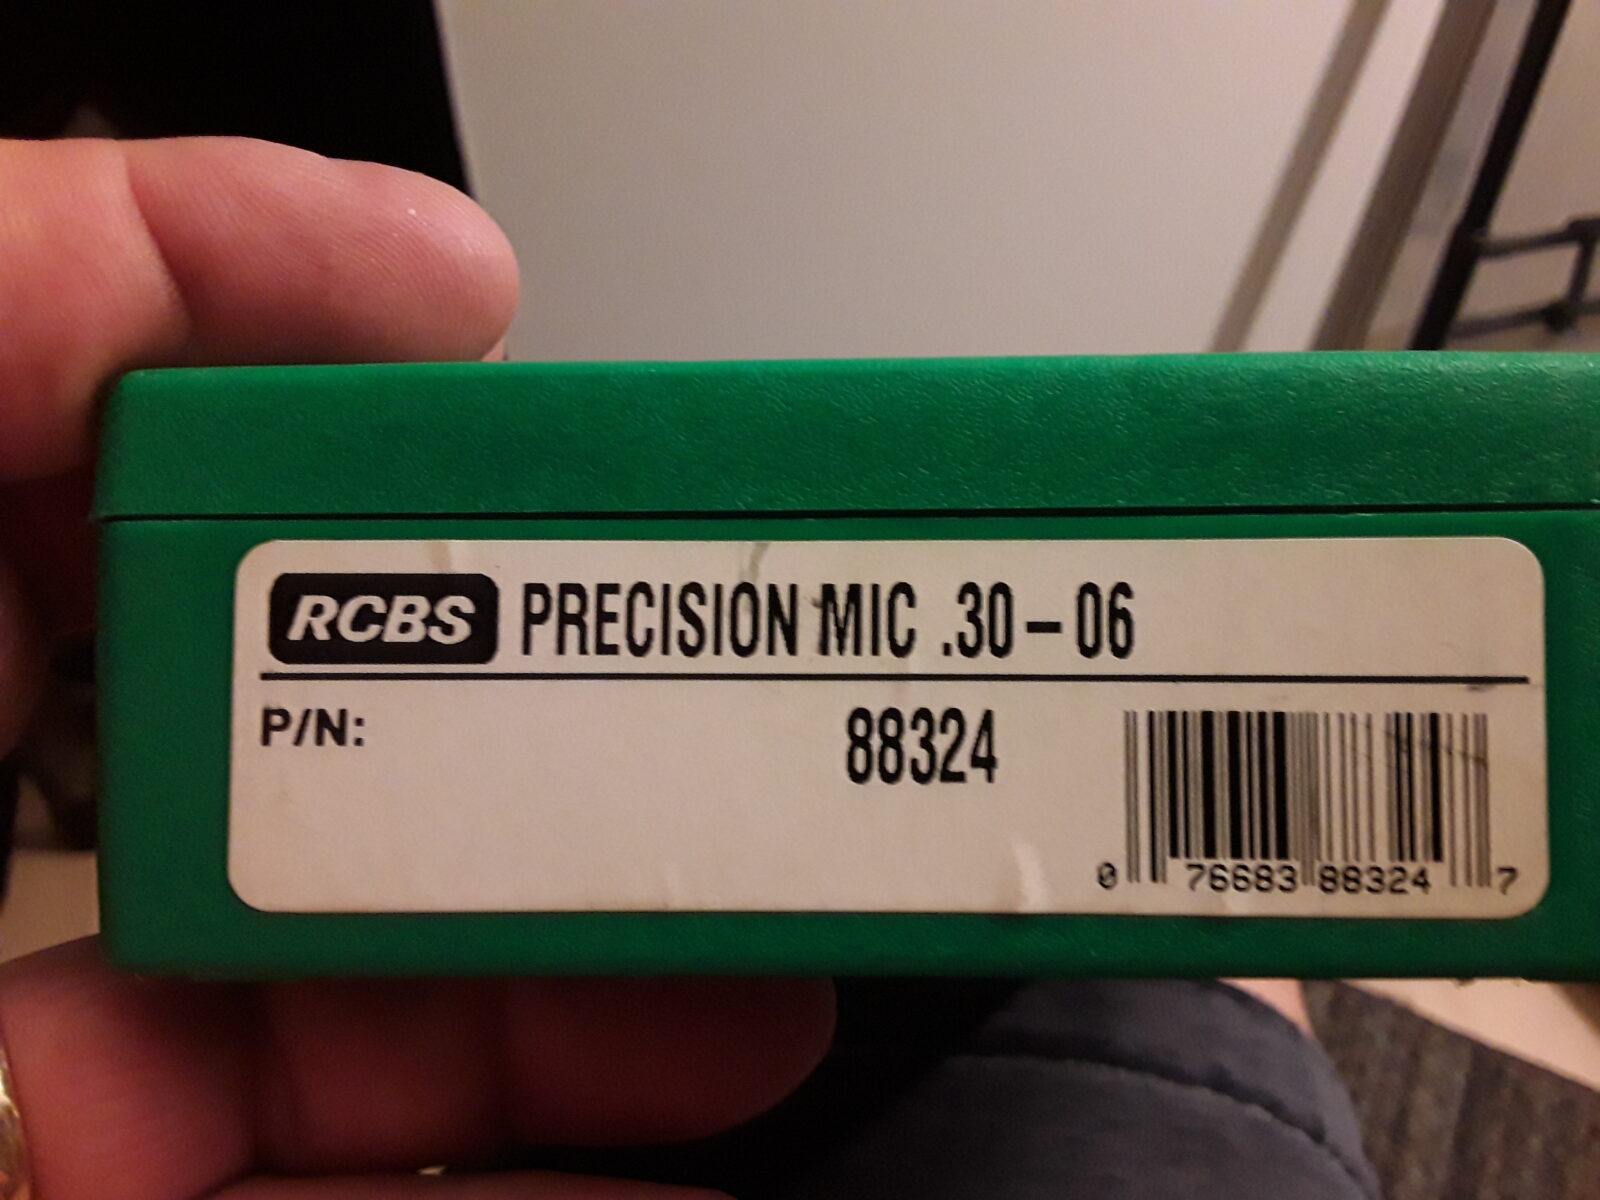 RCBS PRECISION MIC .30-06
P/N: 88324
0 76683 88324 7